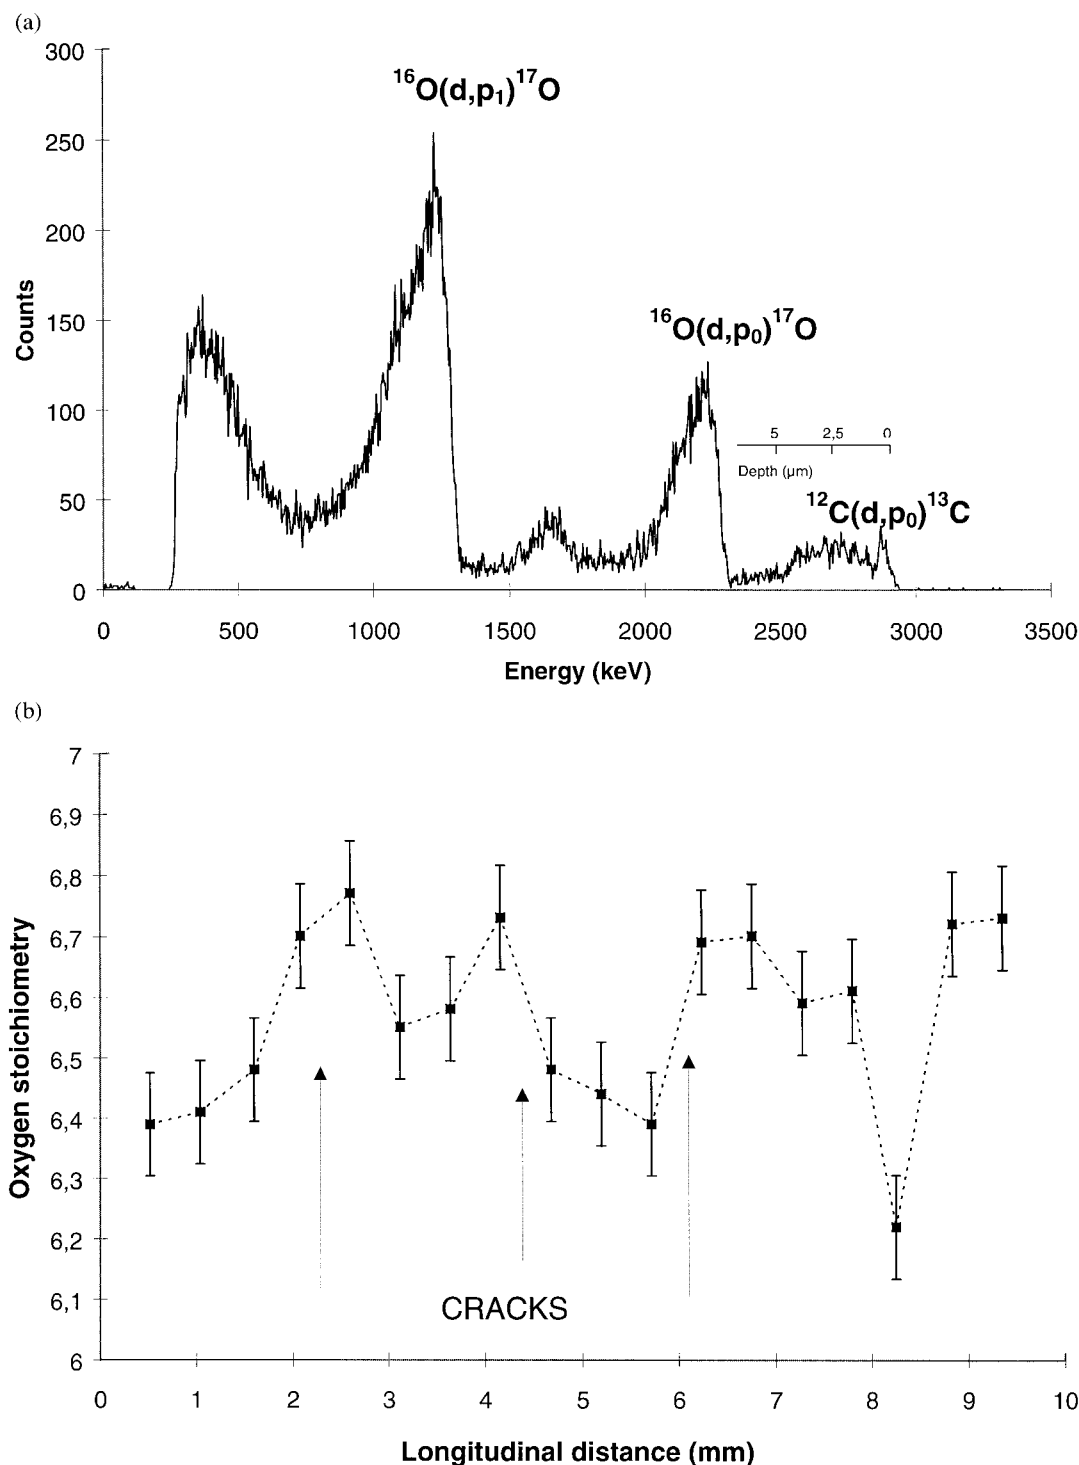 (a)
300
250
200
150
100
50
0
Counts
¹⁶O(d,p₁)¹⁷O
¹⁶O(d,p₀)¹⁷O
5 2,5 0
Depth (μm)
¹²C(d,p₀)¹³C
0 500 1000 1500 2000 2500 3000 3500
Energy (keV)
(b)
7
6,9
6,8
6,7
6,6
6,5
6,4
6,3
6,2
6,1
6
Oxygen stoichiometry
CRACKS
0 1 2 3 4 5 6 7 8 9 10
Longitudinal distance (mm)